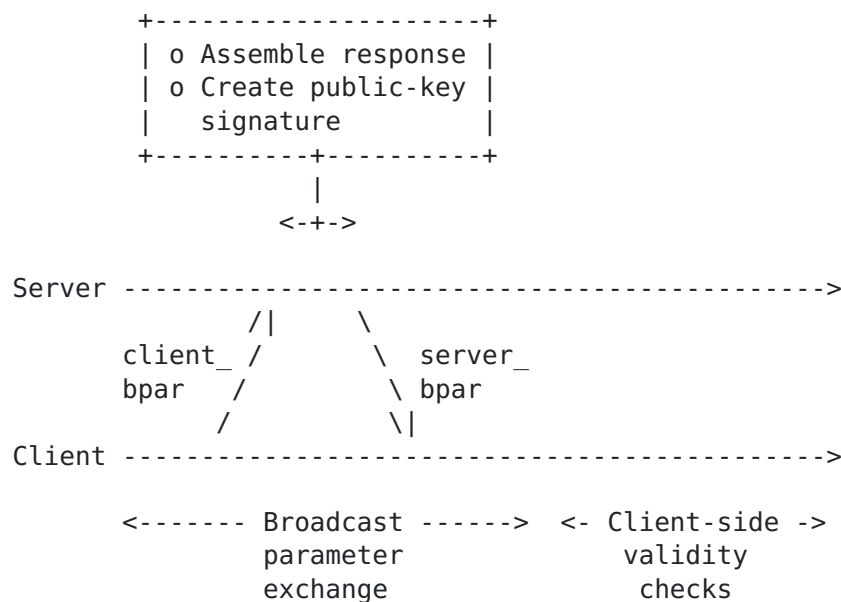 +---------------------+
| o Assemble response |
| o Create public-key |
|   signature         |
+----------+----------+
|
<-+->
Server --------------------------------------------->
/|     \
client_ /       \  server_
bpar   /         \ bpar
/          \|
Client --------------------------------------------->
<------- Broadcast ------>  <- Client-side ->
parameter              validity
exchange                checks